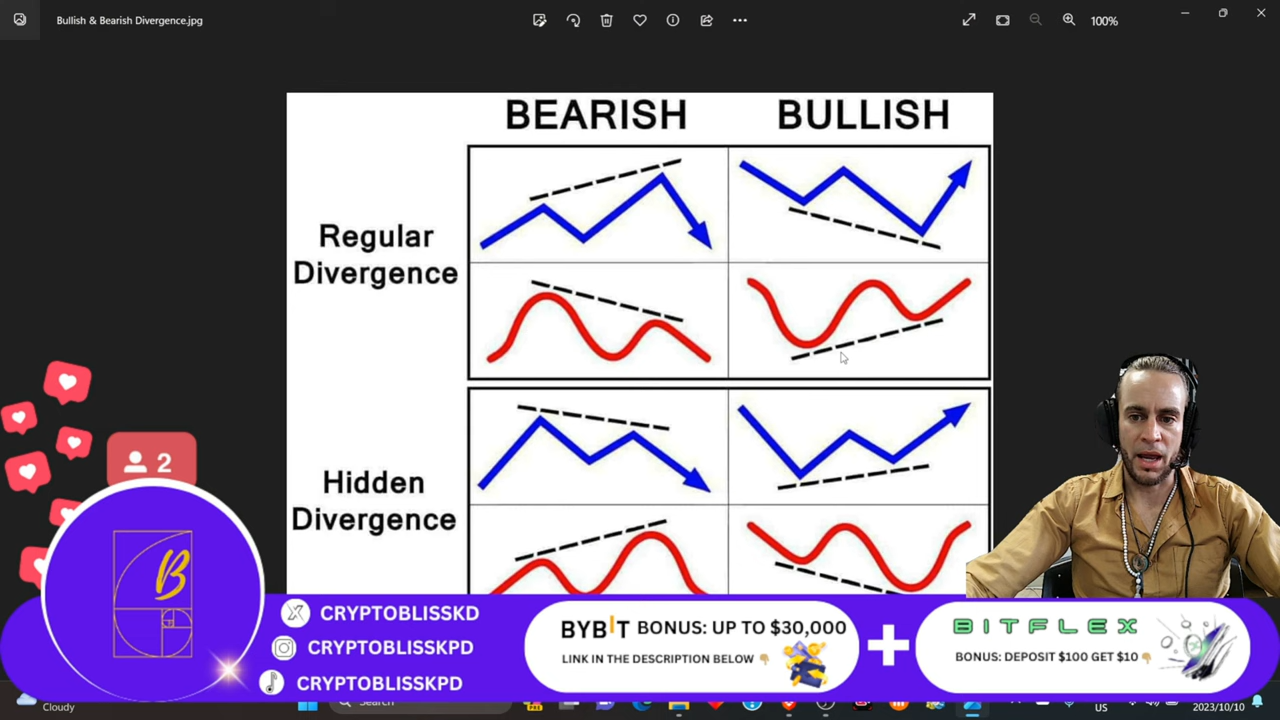 Bullish & Bearish Divergence.jpg
100%
BEARISH
BULLISH
Regular
Divergence
Hidden
Divergence
2
B
CRYPTOBLISSKD
CRYPTOBLISSKPD
CRYPTOBLISSKPD
BYBIT BONUS: UP TO $30,000
LINK IN THE DESCRIPTION BELOW
+
BITFLEX
BONUS: DEPOSIT $100 GET $10
Cloudy
Search
US
2023/10/10